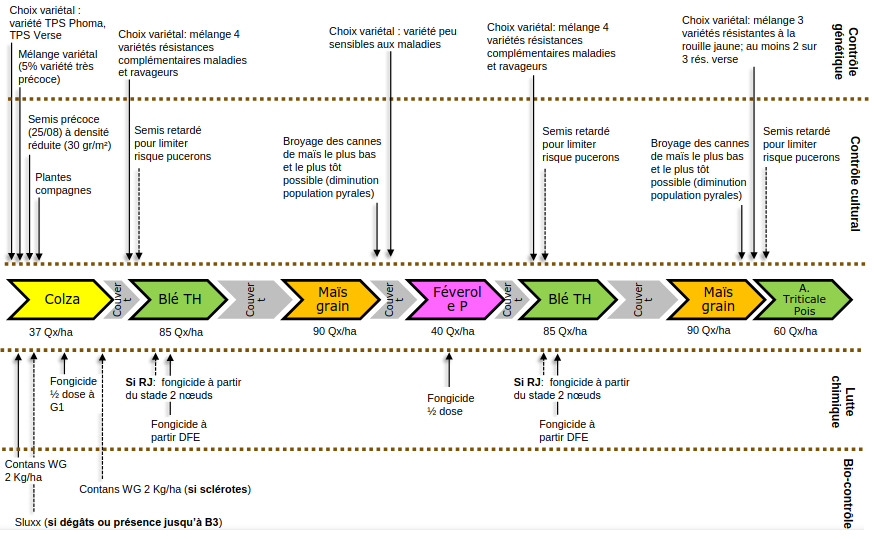 Choix variétal :
variété TPS Phoma,
TPS Verse
Mélange variétal
(5% variété très
précoce)
Choix variétal: mélange 4
variétés résistances
complémentaires maladies
et ravageurs
Choix variétal : variété peu
sensibles aux maladies
Choix variétal: mélange 4
variétés résistances
complémentaires maladies
et ravageurs
Choix variétal: mélange 3
variétés résistantes à la
rouille jaune; au moins 2 sur
3 rés. verse
Contrôle
génétique
Semis précoce
(25/08) à densité
réduite (30 gr/m²)
Plantes
compagnes
Semis retardé
pour limiter
risque pucerons
Broyage des cannes
de maïs le plus bas
et le plus tôt
possible (diminution
population pyrales)
Semis retardé
pour limiter
risque pucerons
Broyage des cannes
de maïs le plus bas
et le plus tôt
possible (diminution
population pyrales)
Semis retardé
pour limiter
risque pucerons
Contrôle cultural
Colza
Couver
t
Blé TH
Couver
t
Maïs
grain
Couver
t
Féverol
e P
Couver
t
Blé TH
Couver
t
Maïs
grain
A.
Triticale
Pois
37 Qx/ha
85 Qx/ha
90 Qx/ha
40 Qx/ha
85 Qx/ha
90 Qx/ha
60 Qx/ha
Fongicide
½ dose à
G1
Si RJ: fongicide à partir
du stade 2 nœuds
Fongicide à
partir DFE
Fongicide
½ dose
Si RJ: fongicide à partir
du stade 2 nœuds
Fongicide à
partir DFE
Lutte
chimique
Contans WG
2 Kg/ha
Contans WG 2 Kg/ha (si sclérotes)
Sluxx (si dégâts ou présence jusqu'à B3)
Bio-contrôle